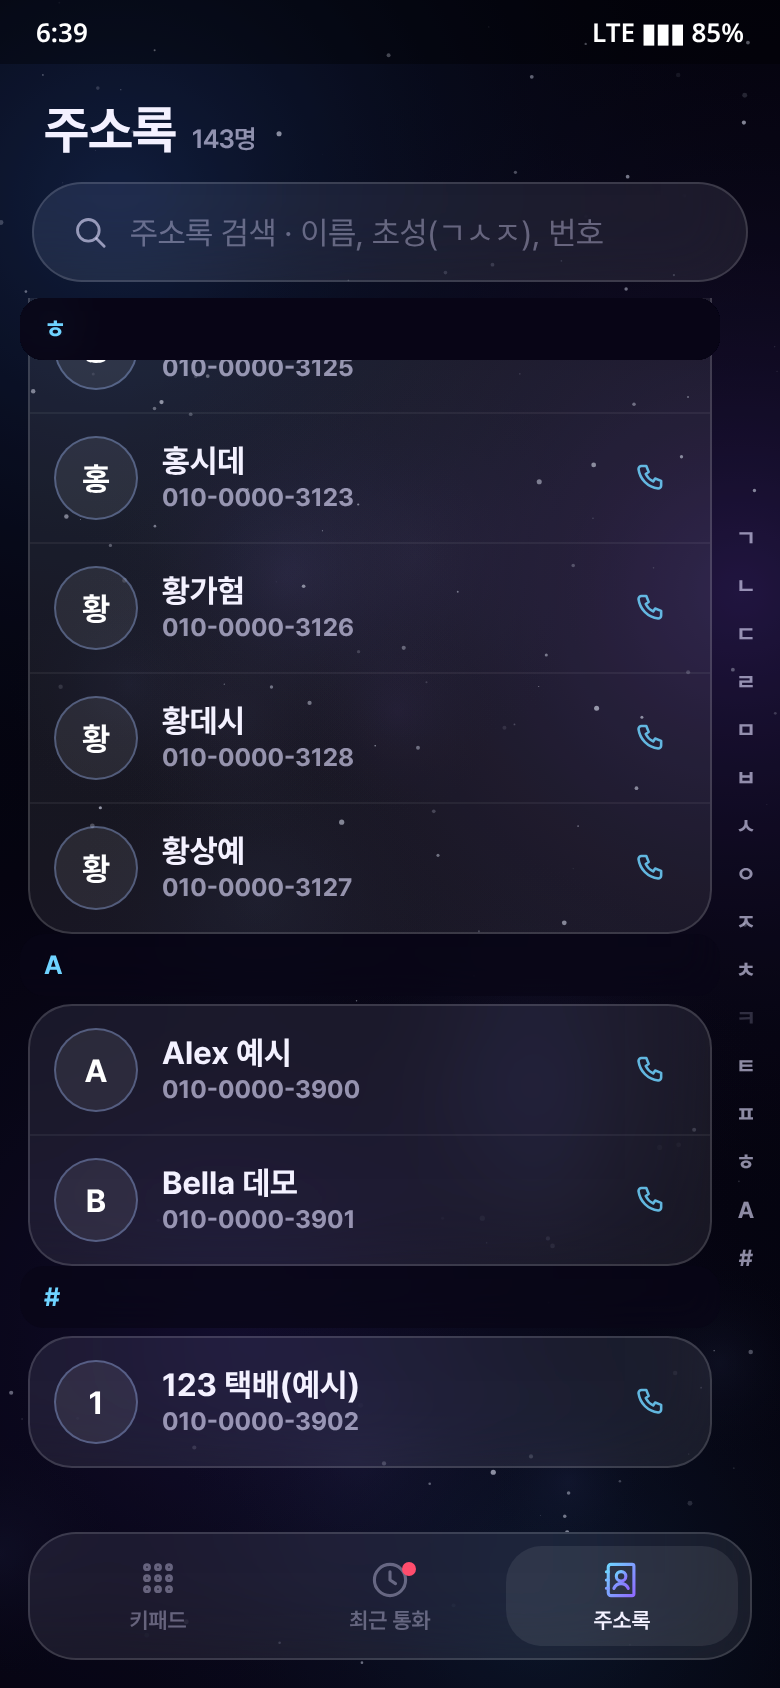 6:39 LTE 85%
주소록 143명
주소록 검색 · 이름, 초성(ㄱㅅㅈ), 번호
ㅎ
010-0000-3125
홍 홍시데
010-0000-3123
황 황가험
010-0000-3126
황 황데시
010-0000-3128
황 황상예
010-0000-3127
A
A Alex 예시
010-0000-3900
B Bella 데모
010-0000-3901
#
1 123 택배(예시)
010-0000-3902
ㄱ
ㄴ
ㄷ
ㄹ
ㅁ
ㅂ
ㅅ
ㅇ
ㅈ
ㅊ
ㅋ
ㅌ
ㅍ
ㅎ
A
#
키패드 최근 통화 주소록